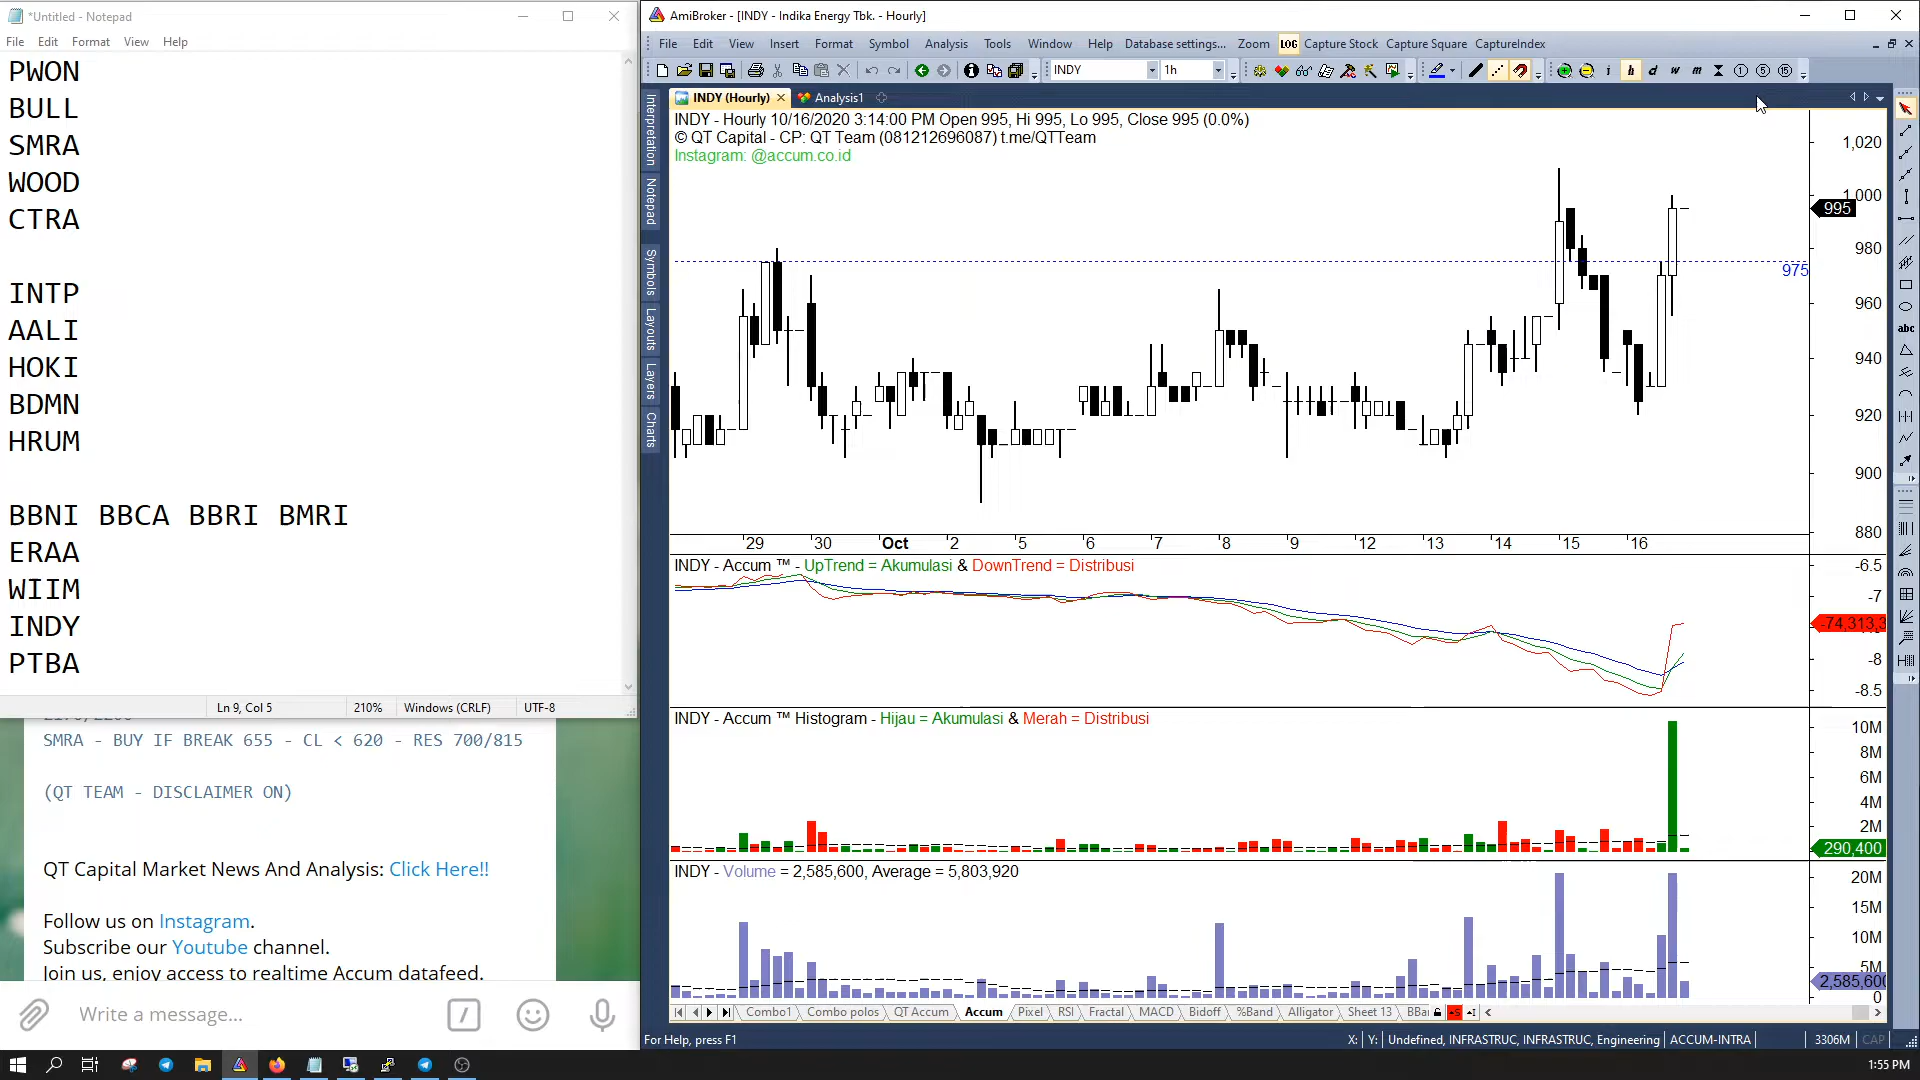 *Untitled - Notepad
File Edit Format View Help
PWON
BULL
SMRA
WOOD
CTRA
INTP
AALI
HOKI
BDMN
HRUM
BBNI BBCA BBRI BMRI
ERAA
WIIM
INDY
PTBA
Ln 9, Col 5 210% Windows (CRLF) UTF-8
SMRA - BUY IF BREAK 655 - CL < 620 - RES 700/815
(QT TEAM - DISCLAIMER ON)
QT Capital Market News And Analysis: Click Here!!
Follow us on Instagram.
Subscribe our Youtube channel.
Join us, enjoy access to realtime Accum datafeed.
Write a message...
AmiBroker - [INDY - Indika Energy Tbk. - Hourly]
File Edit View Insert Format Symbol Analysis Tools Window Help Database settings... Zoom LOG Capture Stock Capture Square CaptureIndex
INDY 1h
i h d w m
INDY (Hourly) Analysis1
Interpretation
Notepad
Symbols
Layouts
Layers
Charts
abc
INDY - Hourly 10/16/2020 3:14:00 PM Open 995, Hi 995, Lo 995, Close 995 (0.0%)
© QT Capital - CP: QT Team (081212696087) t.me/QTTeam
Instagram: @accum.co.id
1,020
1,000
995
980
975
960
940
920
900
880
29 30 Oct 2 5 6 7 8 9 12 13 14 15 16
INDY - Accum ™ - UpTrend = Akumulasi & DownTrend = Distribusi
-6.5
-7
-74,313,3
-8
-8.5
INDY - Accum ™ Histogram - Hijau = Akumulasi & Merah = Distribusi
10M
8M
6M
4M
2M
290,400
INDY - Volume = 2,585,600, Average = 5,803,920
20M
15M
10M
5M
2,585,600
0
Combo1 Combo polos QT Accum Accum Pixel RSI Fractal MACD Bidoff %Band Alligator Sheet 13 BBa
For Help, press F1 X: Y: Undefined, INFRASTRUC, INFRASTRUC, Engineering ACCUM-INTRA 3306M CAP
1:55 PM